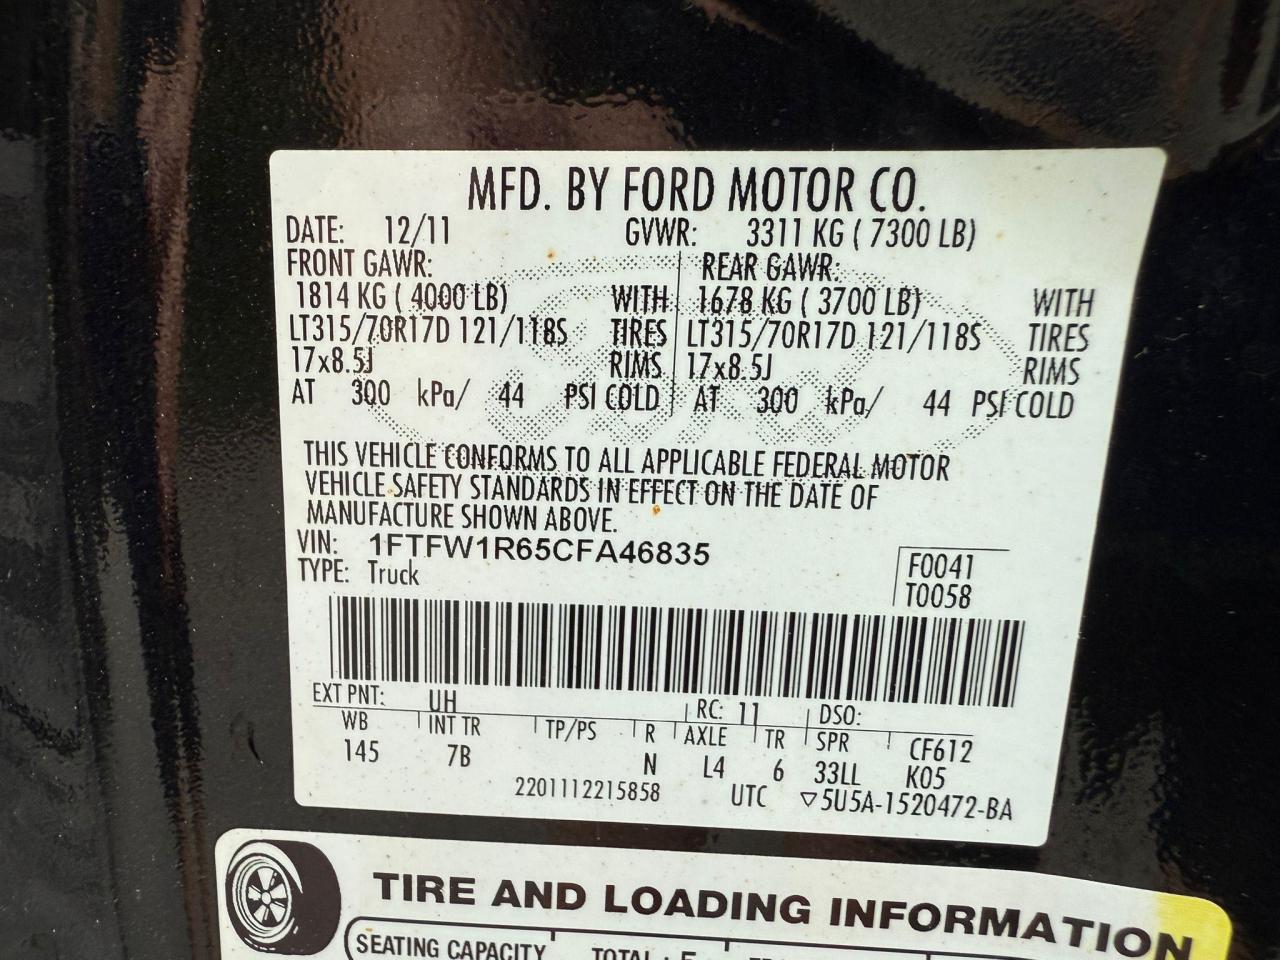 MFD. BY FORD MOTOR CO.
DATE: 12/11 GVWR: 3311 KG ( 7300 LB)
FRONT GAWR: REAR GAWR:
1814 KG ( 4000 LB) WITH 1678 KG ( 3700 LB) WITH
LT315/70R17D 121/118S TIRES LT315/70R17D 121/118S TIRES
17x8.5J RIMS 17x8.5J RIMS
AT 300 kPa/ 44 PSI COLD AT 300 kPa/ 44 PSI COLD
THIS VEHICLE CONFORMS TO ALL APPLICABLE FEDERAL MOTOR
VEHICLE SAFETY STANDARDS IN EFFECT ON THE DATE OF
MANUFACTURE SHOWN ABOVE.
VIN: 1FTFW1R65CFA46835
TYPE: Truck
F0041
T0058
EXT PNT: UH RC: 11 DSO:
WB INT TR TP/PS R AXLE TR SPR CF612
145 7B N L4 6 33LL K05
2201112215858 UTC ▽5U5A-1520472-BA
TIRE AND LOADING INFORMATION
SEATING CAPACITY